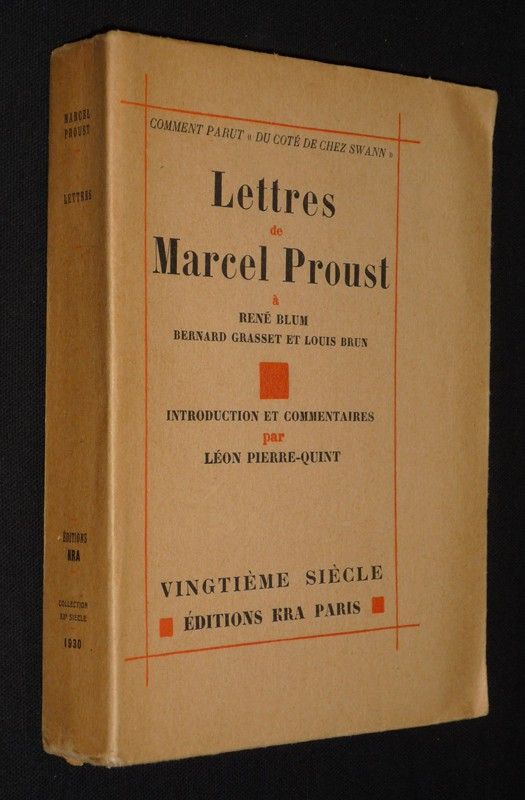 MARCEL
PROUST
LETTRES
ÉDITIONS
KRA
COLLECTION
XXe SIÈCLE
1930
COMMENT PARUT « DU COTÉ DE CHEZ SWANN »
Lettres
de
Marcel Proust
à
RENÉ BLUM
BERNARD GRASSET ET LOUIS BRUN
INTRODUCTION ET COMMENTAIRES
par
LÉON PIERRE-QUINT
VINGTIÈME SIÈCLE
ÉDITIONS KRA PARIS